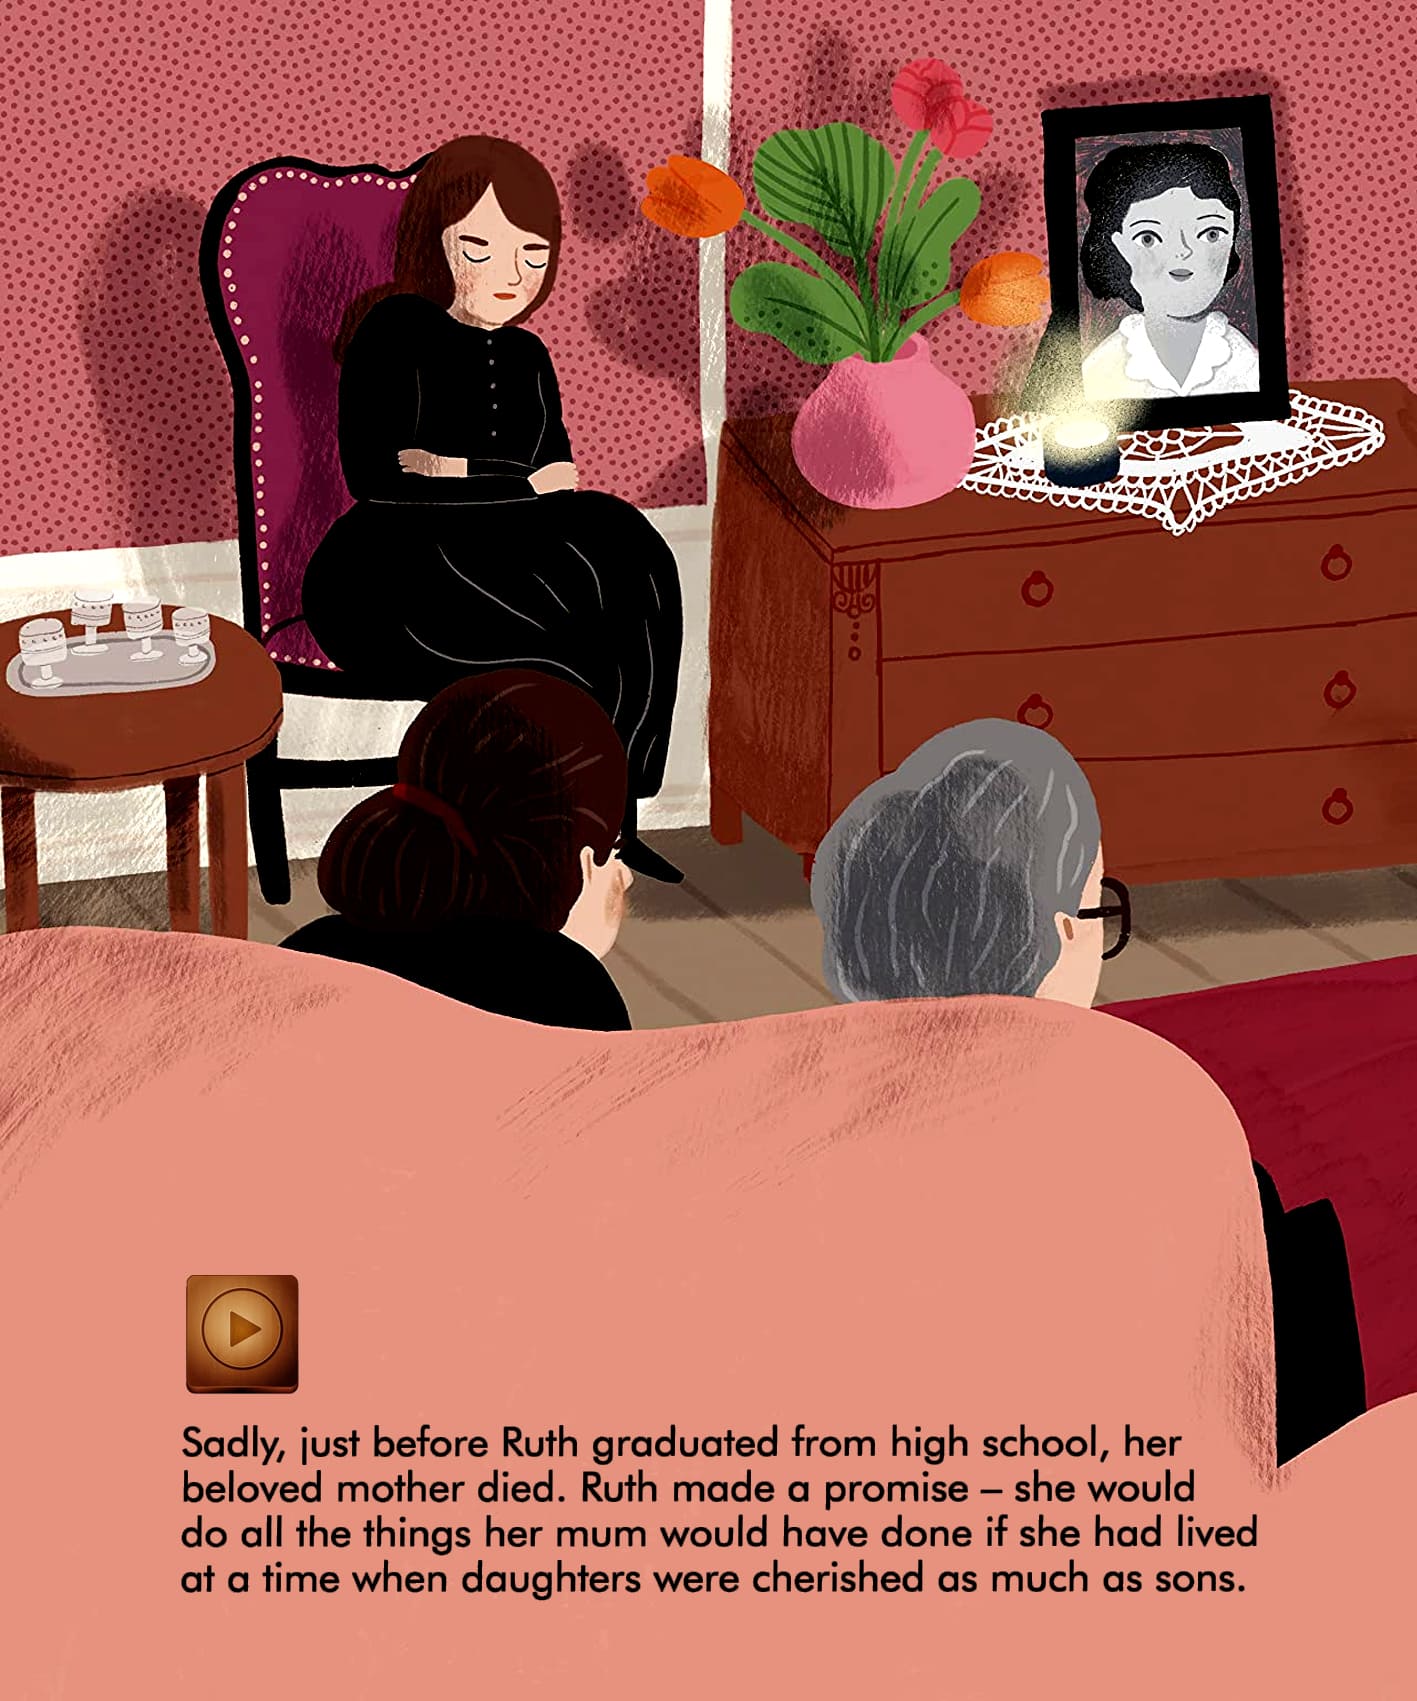 Sadly, just before Ruth graduated from high school, her
beloved mother died. Ruth made a promise – she would
do all the things her mum would have done if she had lived
at a time when daughters were cherished as much as sons.